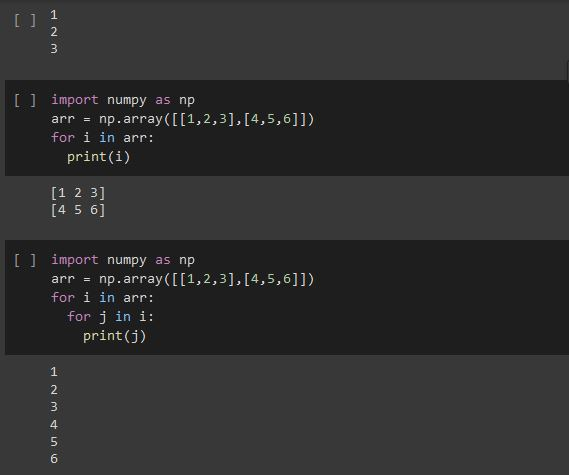 [ ] 1
2
3
[ ] import numpy as np
arr = np.array([[1,2,3],[4,5,6]])
for i in arr:
  print(i)
[1 2 3]
[4 5 6]
[ ] import numpy as np
arr = np.array([[1,2,3],[4,5,6]])
for i in arr:
  for j in i:
    print(j)
1
2
3
4
5
6